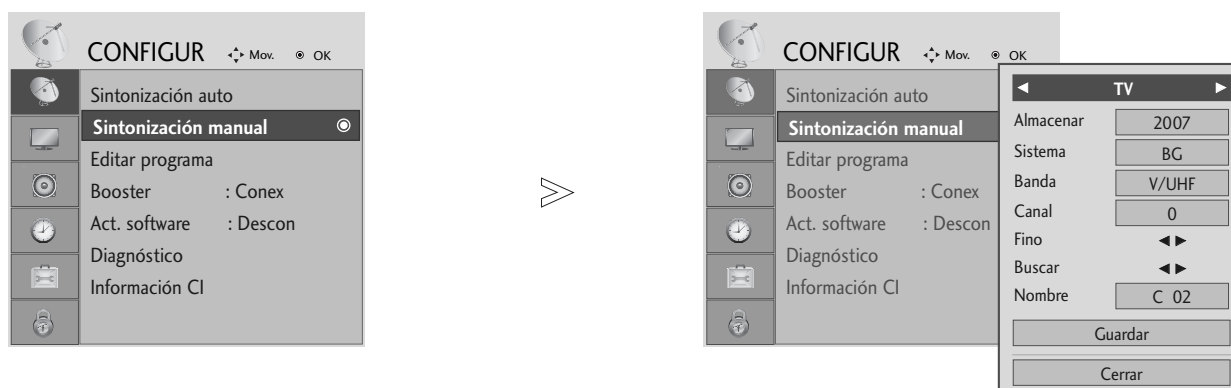 CONFIGUR Mov. OK
Sintonización auto
Sintonización manual
Editar programa
Booster : Conex
Act. software : Descon
Diagnóstico
Información CI
CONFIGUR Mov. OK
Sintonización auto
Sintonización manual
Editar programa
Booster : Conex
Act. software : Descon
Diagnóstico
Información CI
◄ TV ►
Almacenar 2007
Sistema BG
Banda V/UHF
Canal 0
Fino ◄►
Buscar ◄►
Nombre C 02
Guardar
Cerrar